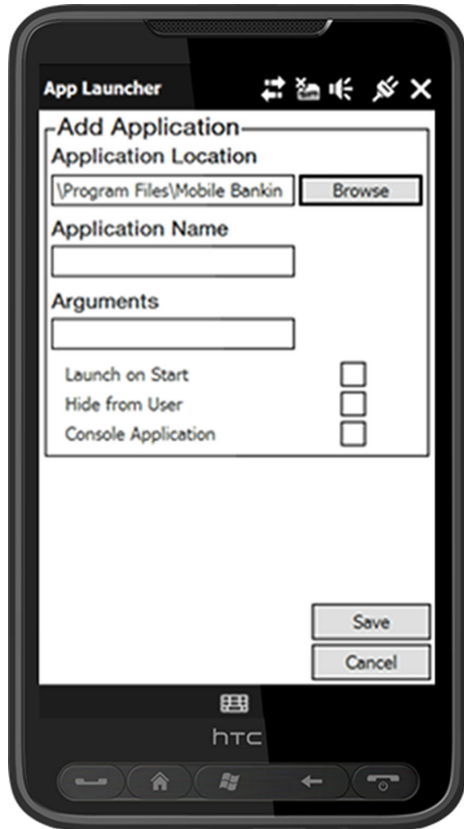 App Launcher
Add Application
Application Location
\Program Files\Mobile Bankin
Browse
Application Name
Arguments
Launch on Start
Hide from User
Console Application
Save
Cancel
hTC